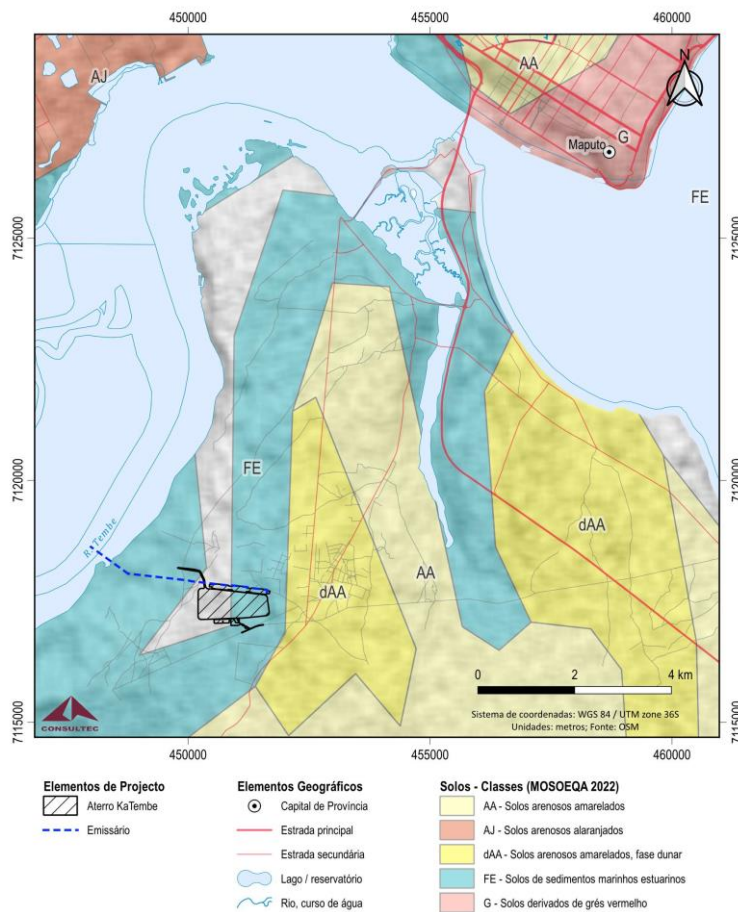 450000
455000
460000
N
AJ
AA
G
Maputo
FE
7125000
7125000
FE
7120000
7120000
R. Tembe
dAA
AA
dAA
0
2
4 km
Sistema de coordenadas: WGS 84 / UTM zone 36S
Unidades: metros; Fonte: OSM
CONSULTEC
7115000
7115000
450000
455000
460000
Elementos de Projecto
Aterro KaTembe
Emissário
Elementos Geográficos
Capital de Província
Estrada principal
Estrada secundária
Lago / reservatório
Rio, curso de água
Solos - Classes (MOSOEQA 2022)
AA - Solos arenosos amarelados
AJ - Solos arenosos alaranjados
dAA - Solos arenosos amarelados, fase dunar
FE - Solos de sedimentos marinhos estuarinos
G - Solos derivados de grés vermelho